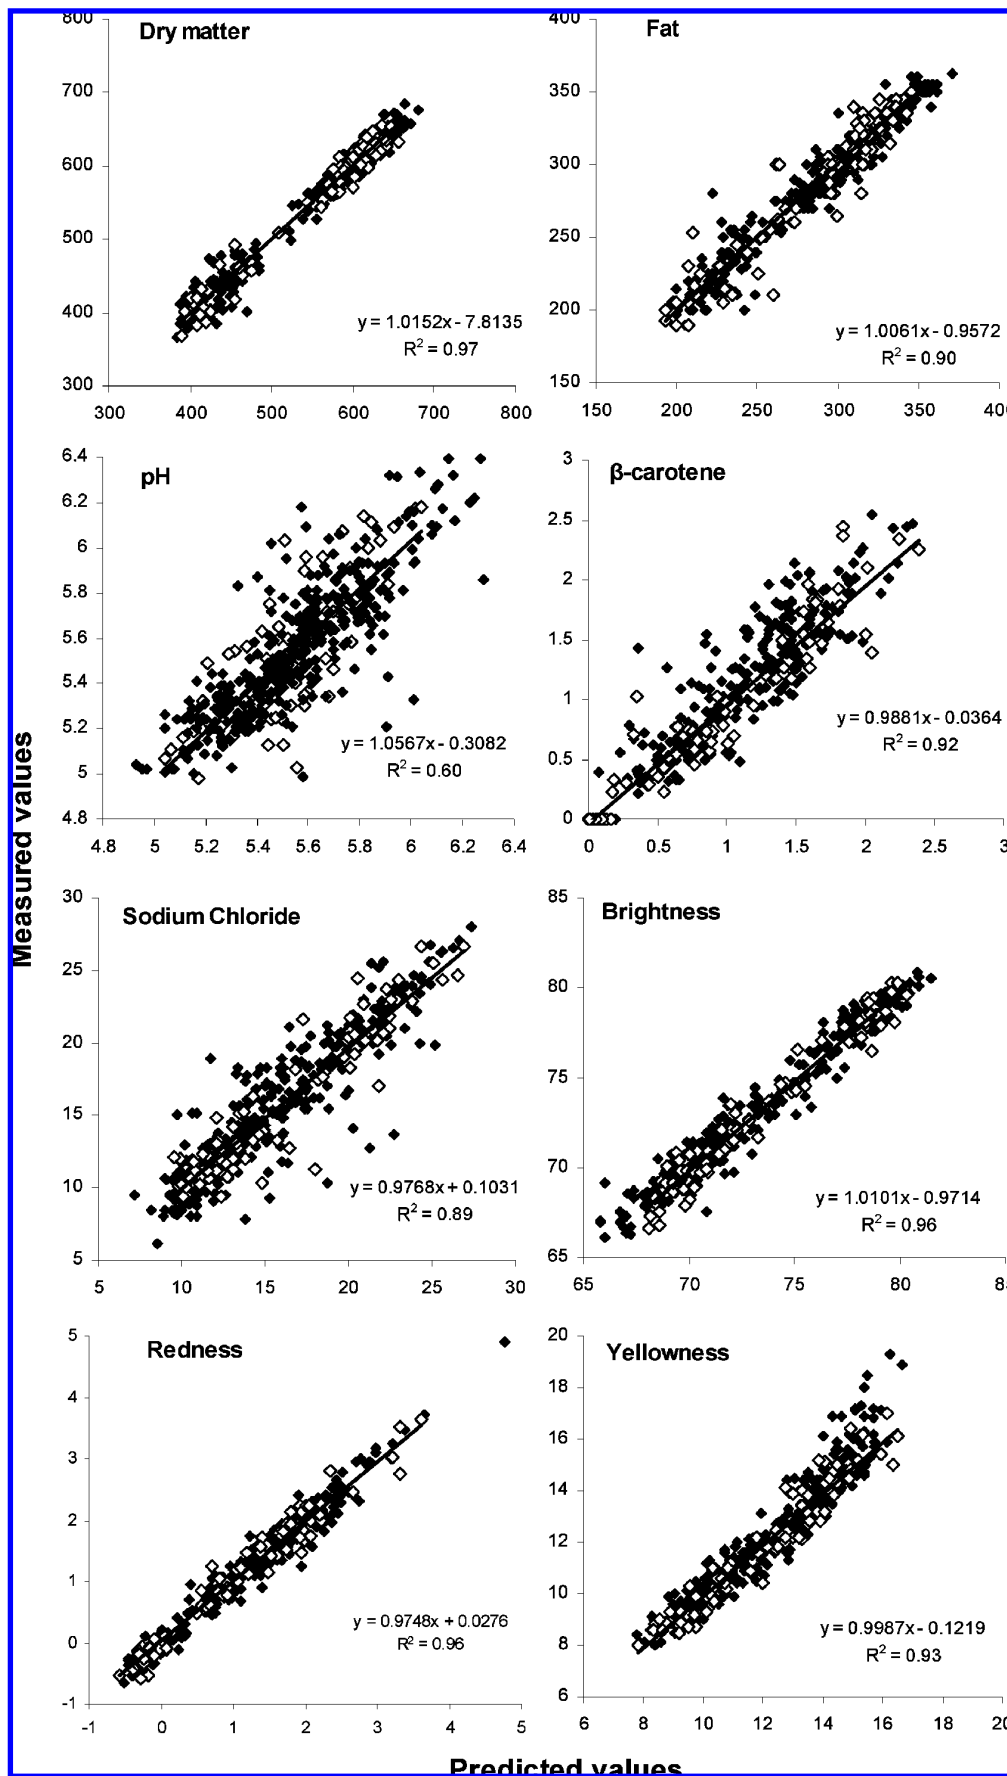 Measured values
Dry matter
800
700
600
500
400
300
300 400 500 600 700 800
y = 1.0152x - 7.8135
R² = 0.97
Fat
400
350
300
250
200
150
150 200 250 300 350 400
y = 1.0061x - 0.9572
R² = 0.90
pH
6.4
6.2
6
5.8
5.6
5.4
5.2
5
4.8
4.8 5 5.2 5.4 5.6 5.8 6 6.2 6.4
y = 1.0567x - 0.3082
R² = 0.60
β-carotene
3
2.5
2
1.5
1
0.5
0
0 0.5 1 1.5 2 2.5 3
y = 0.9881x - 0.0364
R² = 0.92
Sodium Chloride
30
25
20
15
10
5
5 10 15 20 25 30
y = 0.9768x + 0.1031
R² = 0.89
Brightness
85
80
75
70
65
65 70 75 80 85
y = 1.0101x - 0.9714
R² = 0.96
Redness
5
4
3
2
1
0
-1
-1 0 1 2 3 4 5
y = 0.9748x + 0.0276
R² = 0.96
Yellowness
20
18
16
14
12
10
8
6
6 8 10 12 14 16 18 20
y = 0.9987x - 0.1219
R² = 0.93
Predicted values